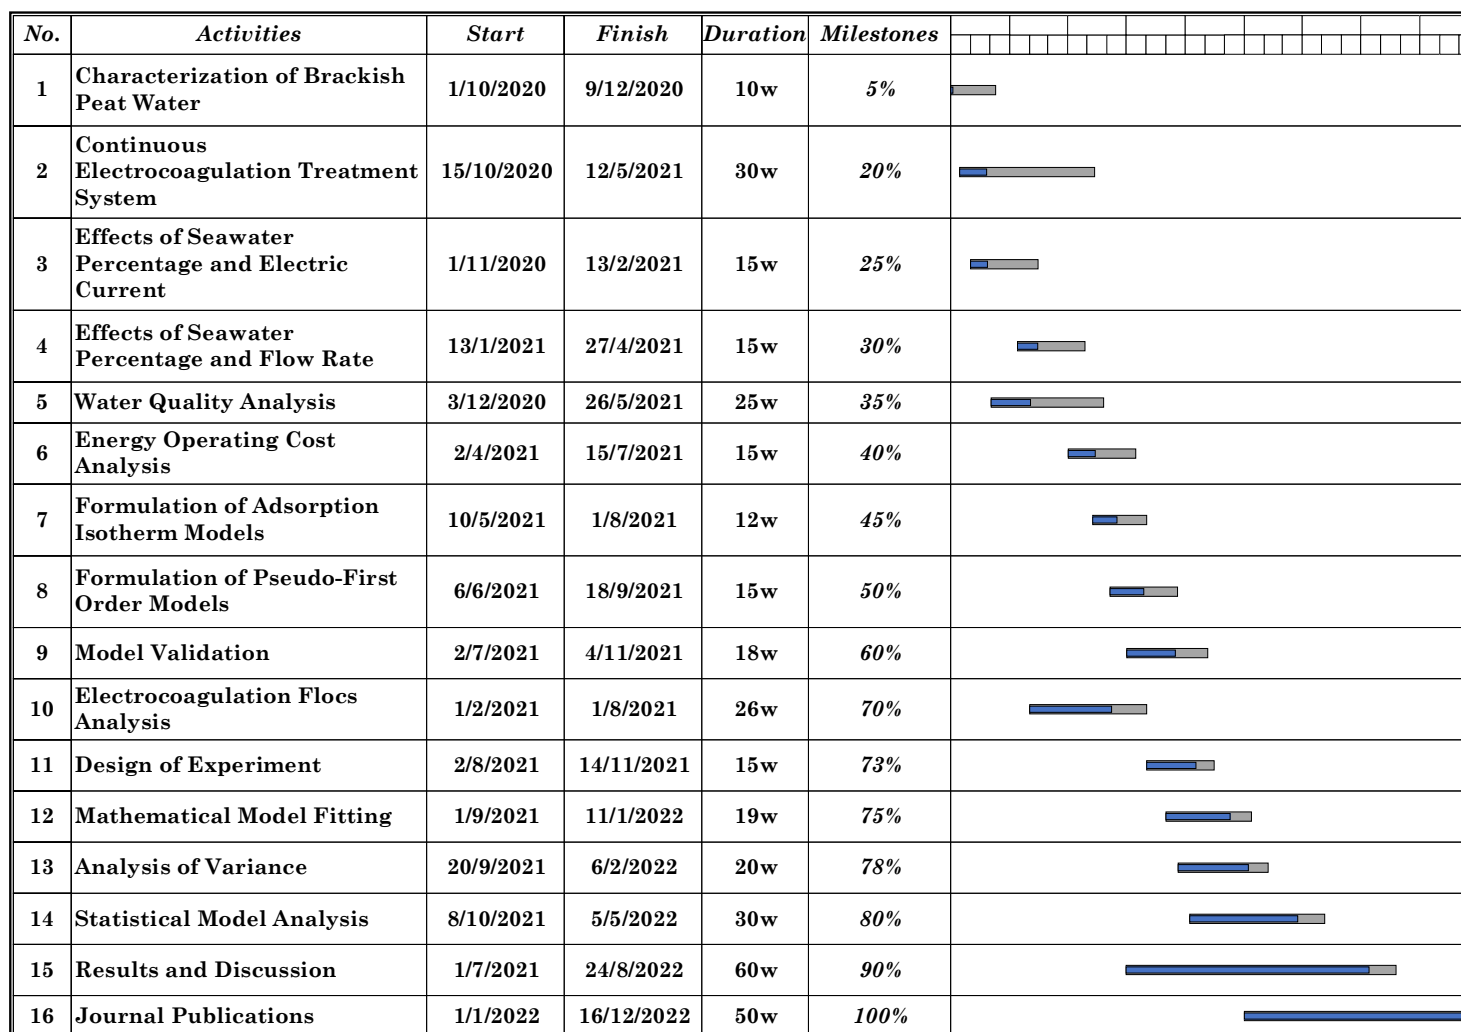 No. Activities Start Finish Duration Milestones
1 Characterization of Brackish Peat Water 1/10/2020 9/12/2020 10w 5%
2 Continuous Electrocoagulation Treatment System 15/10/2020 12/5/2021 30w 20%
3 Effects of Seawater Percentage and Electric Current 1/11/2020 13/2/2021 15w 25%
4 Effects of Seawater Percentage and Flow Rate 13/1/2021 27/4/2021 15w 30%
5 Water Quality Analysis 3/12/2020 26/5/2021 25w 35%
6 Energy Operating Cost Analysis 2/4/2021 15/7/2021 15w 40%
7 Formulation of Adsorption Isotherm Models 10/5/2021 1/8/2021 12w 45%
8 Formulation of Pseudo-First Order Models 6/6/2021 18/9/2021 15w 50%
9 Model Validation 2/7/2021 4/11/2021 18w 60%
10 Electrocoagulation Flocs Analysis 1/2/2021 1/8/2021 26w 70%
11 Design of Experiment 2/8/2021 14/11/2021 15w 73%
12 Mathematical Model Fitting 1/9/2021 11/1/2022 19w 75%
13 Analysis of Variance 20/9/2021 6/2/2022 20w 78%
14 Statistical Model Analysis 8/10/2021 5/5/2022 30w 80%
15 Results and Discussion 1/7/2021 24/8/2022 60w 90%
16 Journal Publications 1/1/2022 16/12/2022 50w 100%